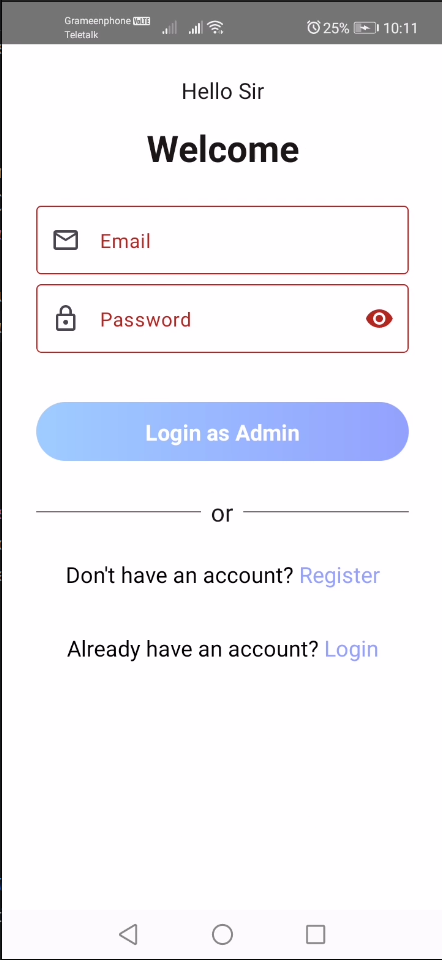 Grameenphone VoLTE
Teletalk
25% 10:11
Hello Sir
Welcome
Email
Password
Login as Admin
or
Don't have an account? Register
Already have an account? Login